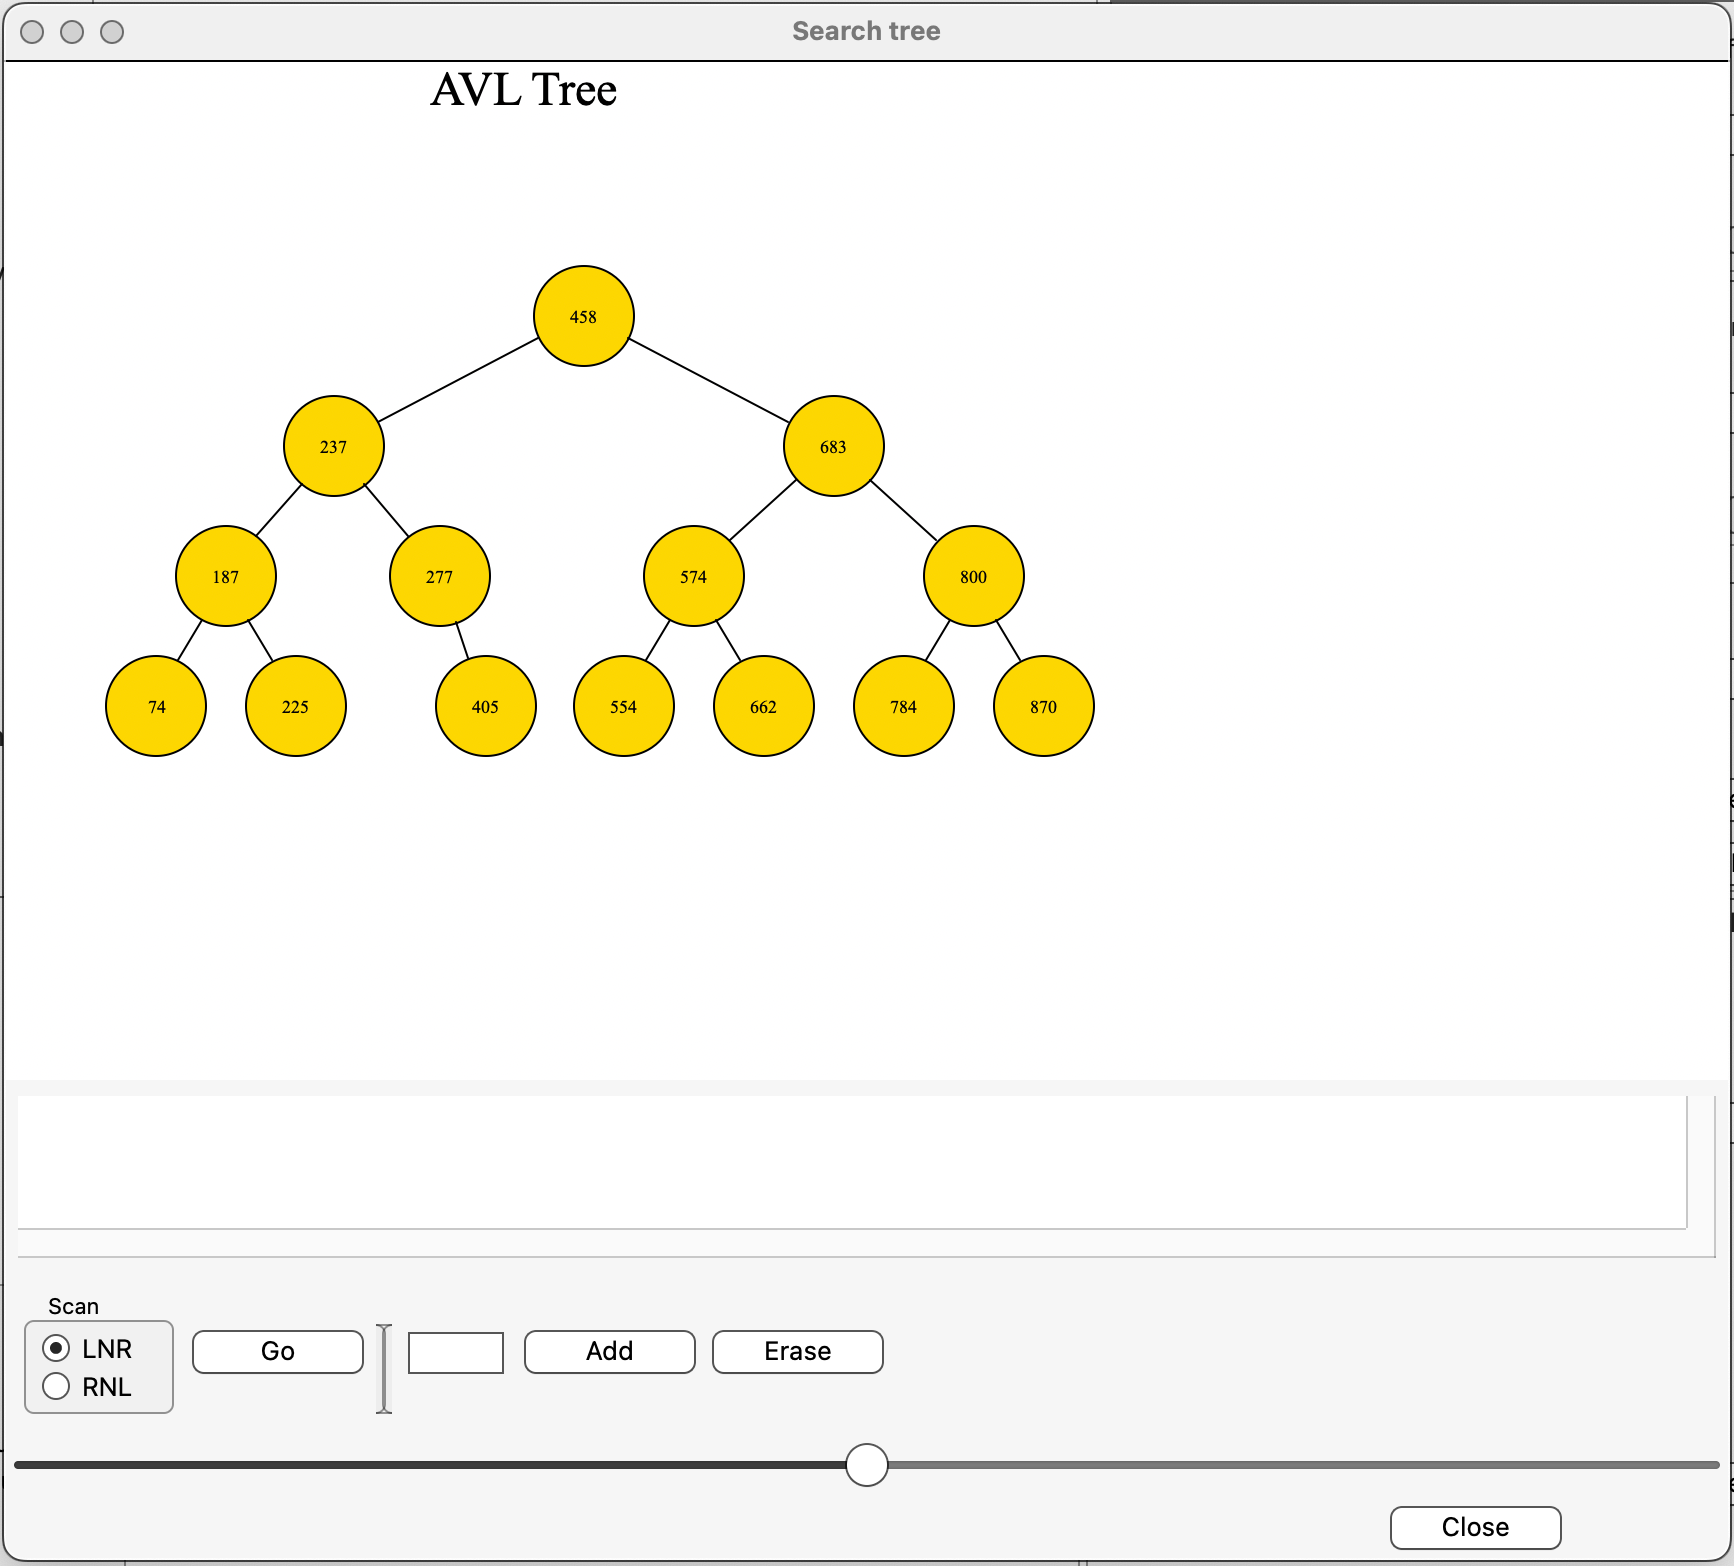 Search tree
AVL Tree
458
237 683
187 277 574 800
74 225 405 554 662 784 870
Scan
LNR
Go Add Erase
RNL
Close